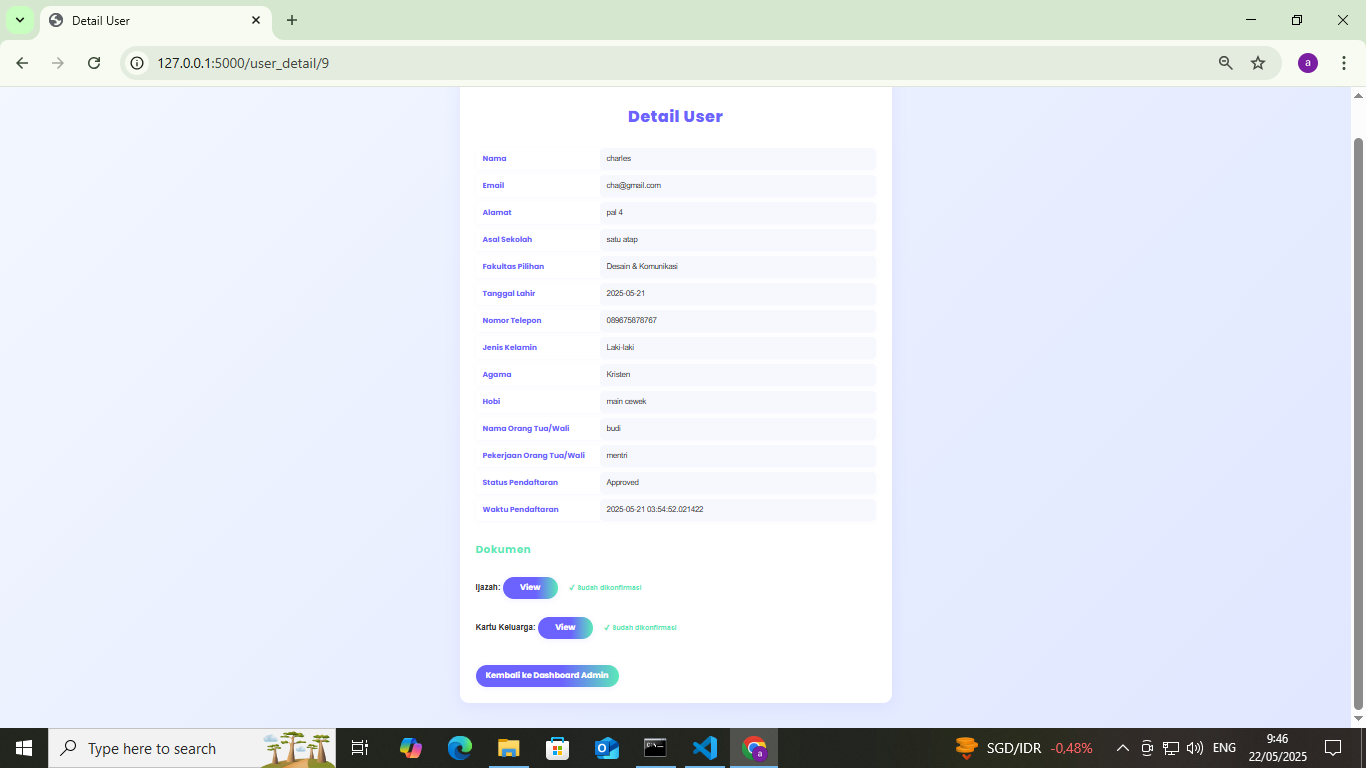 Detail User
127.0.0.1:5000/user_detail/9
a
Detail User
Nama charles
Email cha@gmail.com
Alamat pal 4
Asal Sekolah satu atap
Fakultas Pilihan Desain & Komunikasi
Tanggal Lahir 2025-05-21
Nomor Telepon 089675878767
Jenis Kelamin Laki-laki
Agama Kristen
Hobi main cewek
Nama Orang Tua/Wali budi
Pekerjaan Orang Tua/Wali mentri
Status Pendaftaran Approved
Waktu Pendaftaran 2025-05-21 03:54:52.021422
Dokumen
Ijazah: View ✓ Sudah dikonfirmasi
Kartu Keluarga: View ✓ Sudah dikonfirmasi
Kembali ke Dashboard Admin
Type here to search
a
SGD/IDR -0,48%
ENG
9:46
22/05/2025